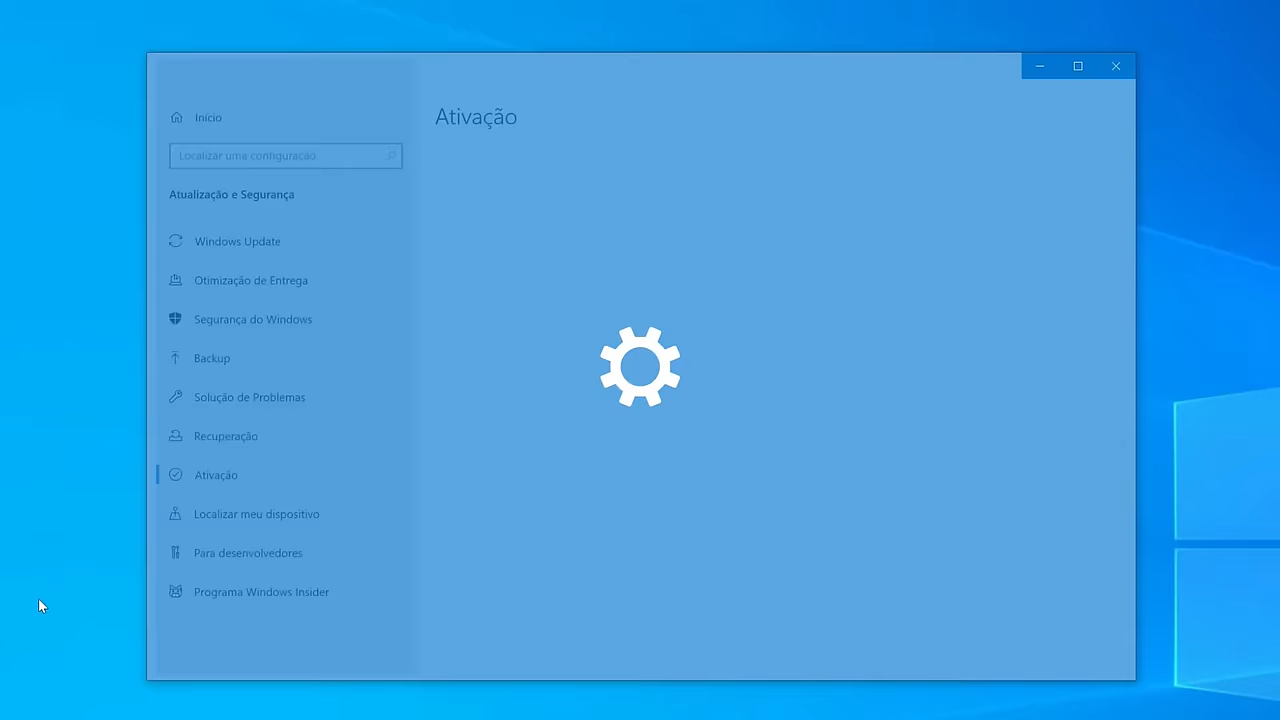 Início
Localizar uma configuração
Atualização e Segurança
Windows Update
Otimização de Entrega
Segurança do Windows
Backup
Solução de Problemas
Recuperação
Ativação
Localizar meu dispositivo
Para desenvolvedores
Programa Windows Insider
Ativação